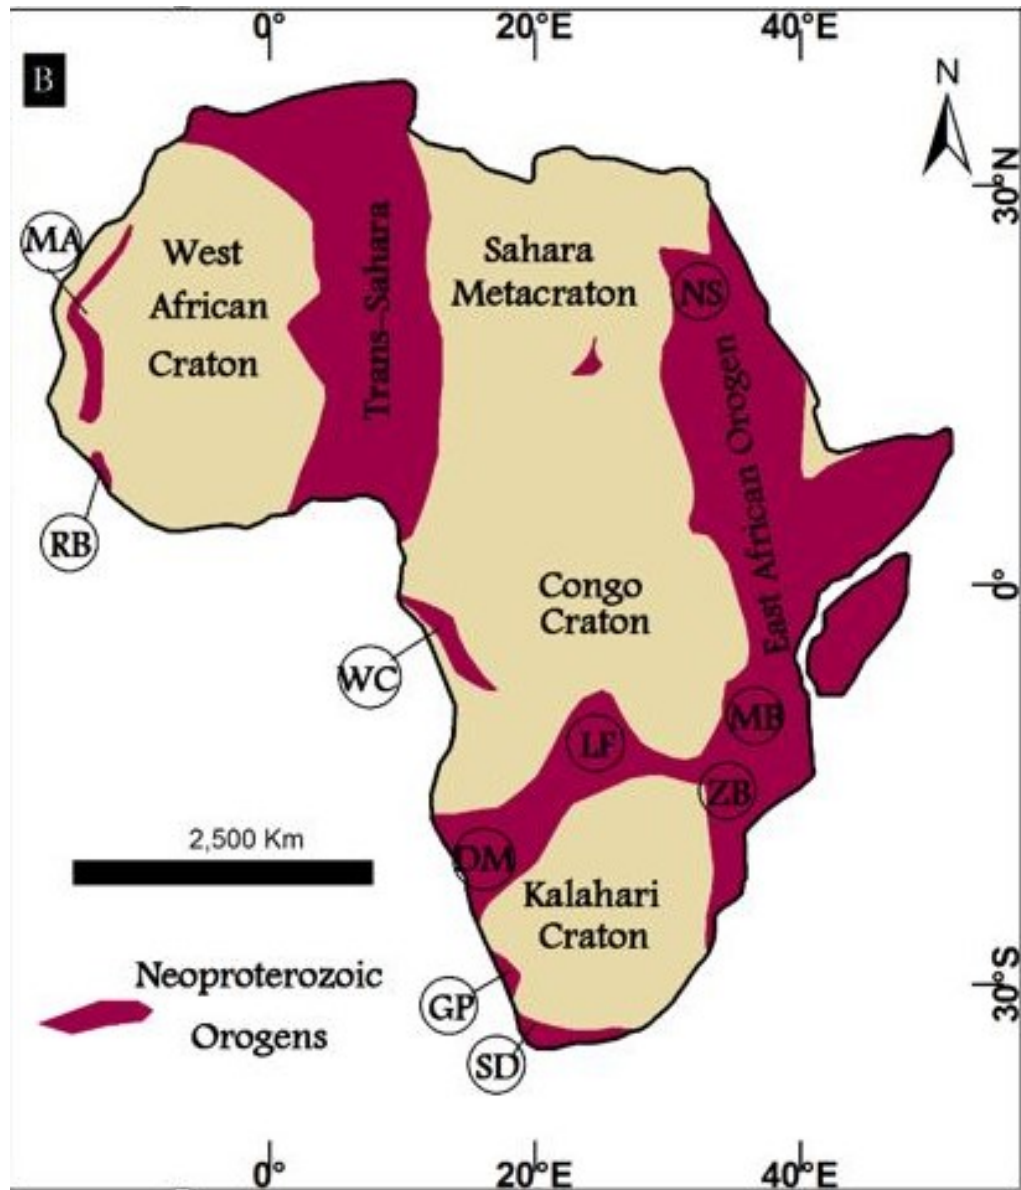 0° 20°E 40°E
B
N
30°N
MA
West
African
Craton
Trans-Sahara
Sahara
Metacraton
NS
East African Orogen
RB
Congo
Craton
0°
WC
MB
LF
ZB
2,500 Km
DM
Kalahari
Craton
Neoproterozoic
Orogens
GP
30°S
SD
0° 20°E 40°E